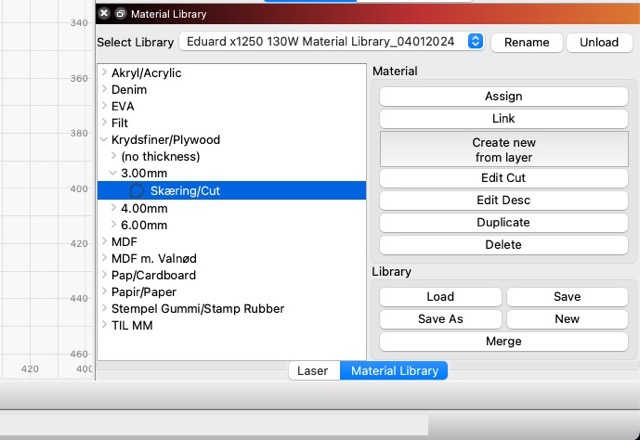 Material Library
Select Library
Eduard x1250 130W Material Library_04012024
Rename
Unload
Akryl/Acrylic
Denim
EVA
Filt
Krydsfiner/Plywood
(no thickness)
3.00mm
Skæring/Cut
4.00mm
6.00mm
MDF
MDF m. Valnød
Pap/Cardboard
Papir/Paper
Stempel Gummi/Stamp Rubber
TIL MM
Material
Assign
Link
Create new
from layer
Edit Cut
Edit Desc
Duplicate
Delete
Library
Load
Save
Save As
New
Merge
Laser
Material Library
340
360
380
400
420
440
460
420
400